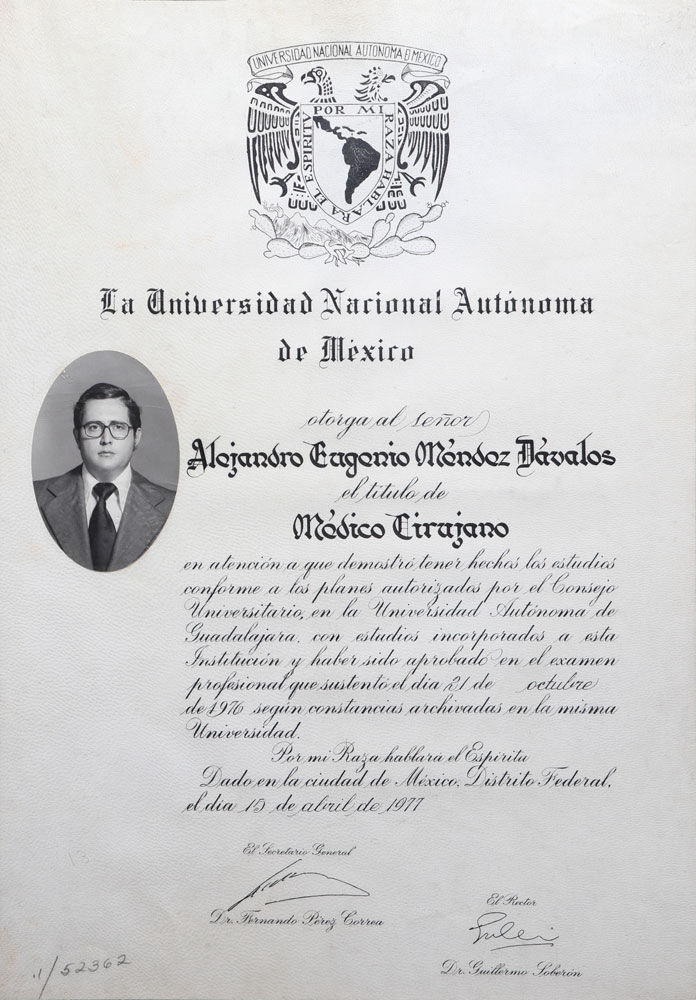 UNIVERSIDAD NACIONAL AUTONOMA D MEXICO
POR MI RAZA HABLARA EL ESPIRITV
La Universidad Nacional Autónoma
de México
otorga al señor
Alejandro Eugenio Méndez Dávalos
el título de
Médico Cirujano
en atención a que demostró tener hechos los estudios
conforme a los planes autorizados por el Consejo
Universitario, en la Universidad Autónoma de
Guadalajara, con estudios incorporados a esta
Institución y haber sido aprobado en el examen
profesional que sustentó el día 21 de octubre
de 1976 según constancias archivadas en la misma
Universidad.
Por mi Raza hablará el Espíritu
Dado en la ciudad de México, Distrito Federal,
el día 15 de abril de 1977
El Secretario General
Dr. Fernando Pérez Correa
El Rector
Dr. Guillermo Soberón
52362